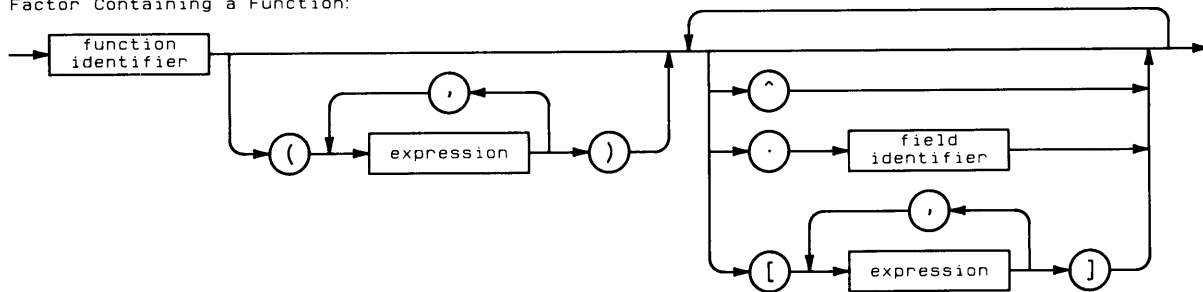 Factor Containing a Function:
function
identifier
,
(
expression
)
^
.
field
identifier
,
[
expression
]